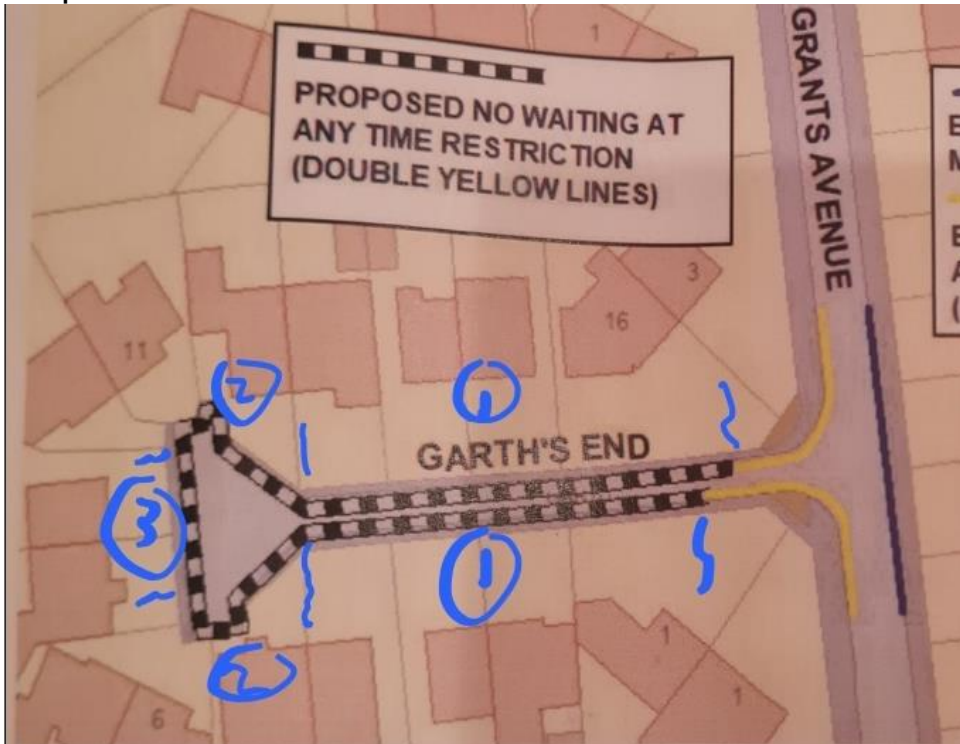 1
PROPOSED NO WAITING AT
ANY TIME RESTRICTION
(DOUBLE YELLOW LINES)
GRANTS AVENUE
E
M
E
A
(
3
16
11
2
1
GARTH'S END
3
1
2
1
1
6